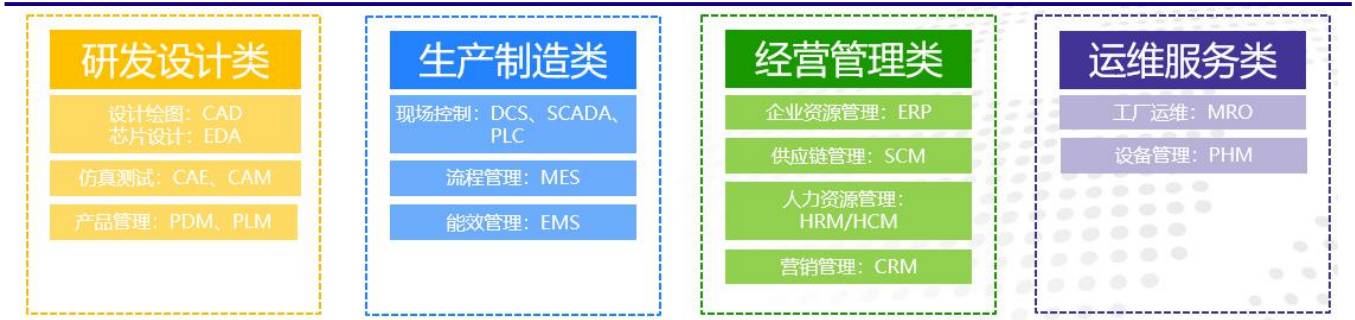 研发设计类
设计绘图：CAD
芯片设计：EDA
仿真测试：CAE、CAM
产品管理：PDM、PLM
生产制造类
现场控制：DCS、SCADA、
PLC
流程管理：MES
能效管理：EMS
经营管理类
企业资源管理：ERP
供应链管理：SCM
人力资源管理：
HRM/HCM
营销管理：CRM
运维服务类
工厂运维：MRO
设备管理：PHM